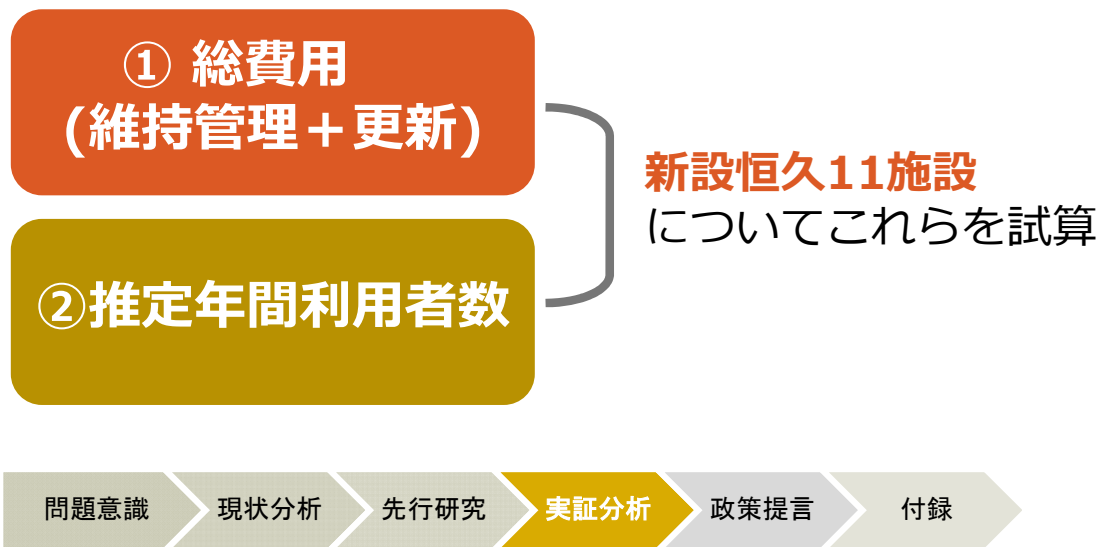 ① 総費用
(維持管理＋更新)
新設恒久11施設
についてこれらを試算
②推定年間利用者数
問題意識
現状分析
先行研究
実証分析
政策提言
付録